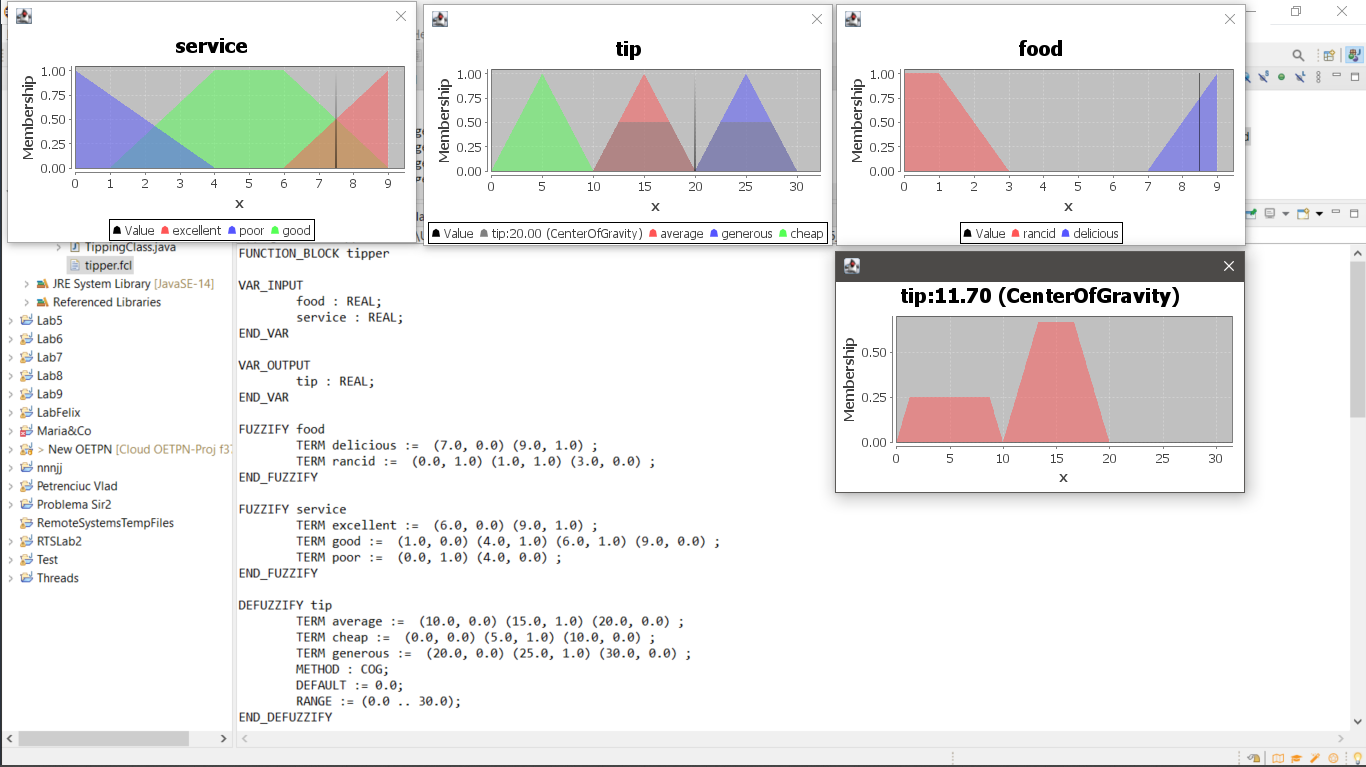 service
Membership
1.00
0.75
0.50
0.25
0.00
0 1 2 3 4 5 6 7 8 9
x
Value excellent poor good
tip
Membership
1.00
0.75
0.50
0.25
0.00
0 5 10 15 20 25 30
x
Value tip:20.00 (CenterOfGravity) average generous cheap
food
Membership
1.00
0.75
0.50
0.25
0.00
0 1 2 3 4 5 6 7 8 9
x
Value rancid delicious
tip:11.70 (CenterOfGravity)
Membership
0.50
0.25
0.00
0 5 10 15 20 25 30
x
TippingClass.java
tipper.fcl
JRE System Library [JavaSE-14]
Referenced Libraries
Lab5
Lab6
Lab7
Lab8
Lab9
LabFelix
Maria&Co
> New OETPN [Cloud OETPN-Proj f37
nnnjj
Petrenciuc Vlad
Problema Sir2
RemoteSystemsTempFiles
RTSLab2
Test
Threads
FUNCTION_BLOCK tipper
VAR_INPUT
food : REAL;
service : REAL;
END_VAR
VAR_OUTPUT
tip : REAL;
END_VAR
FUZZIFY food
TERM delicious := (7.0, 0.0) (9.0, 1.0) ;
TERM rancid := (0.0, 1.0) (1.0, 1.0) (3.0, 0.0) ;
END_FUZZIFY
FUZZIFY service
TERM excellent := (6.0, 0.0) (9.0, 1.0) ;
TERM good := (1.0, 0.0) (4.0, 1.0) (6.0, 1.0) (9.0, 0.0) ;
TERM poor := (0.0, 1.0) (4.0, 0.0) ;
END_FUZZIFY
DEFUZZIFY tip
TERM average := (10.0, 0.0) (15.0, 1.0) (20.0, 0.0) ;
TERM cheap := (0.0, 0.0) (5.0, 1.0) (10.0, 0.0) ;
TERM generous := (20.0, 0.0) (25.0, 1.0) (30.0, 0.0) ;
METHOD : COG;
DEFAULT := 0.0;
RANGE := (0.0 .. 30.0);
END_DEFUZZIFY